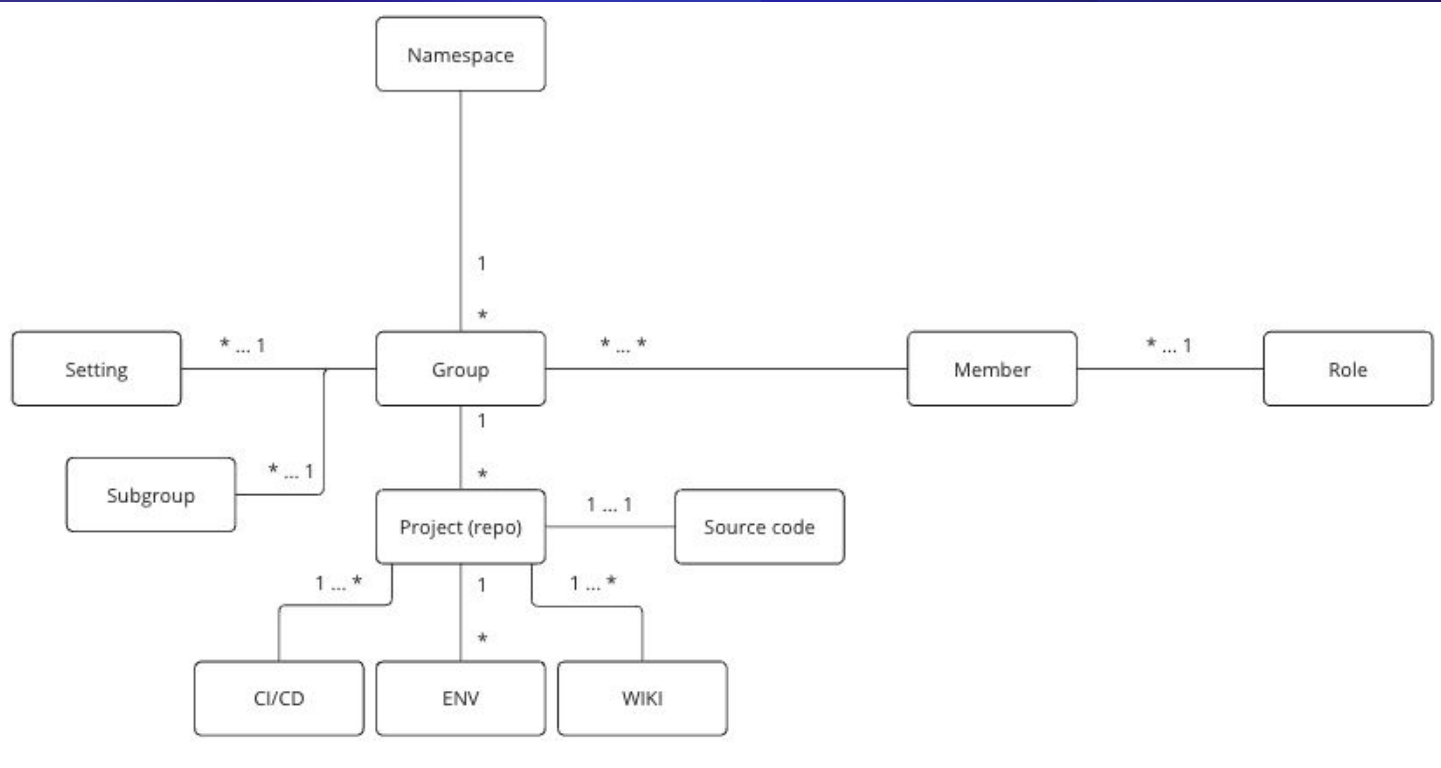 Namespace
1
*
* ... 1
* ... *
* ... 1
Setting
Group
Member
Role
1
* ... 1
*
Subgroup
1 ... 1
Project (repo)
Source code
1 ... *
1
1 ... *
*
CI/CD
ENV
WIKI